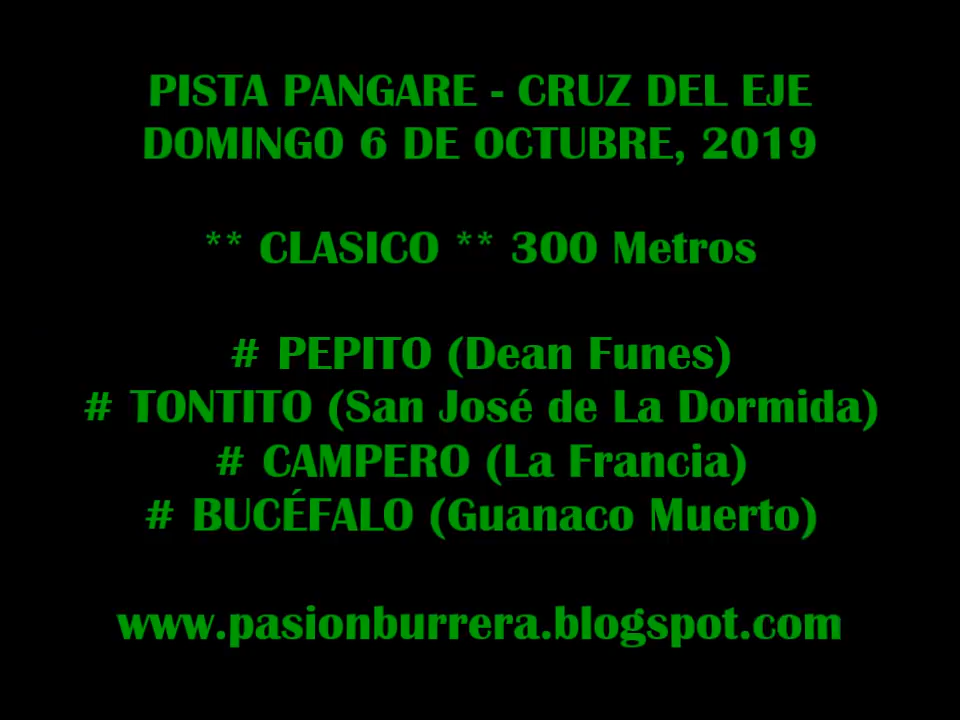 PISTA PANGARE - CRUZ DEL EJE
DOMINGO 6 DE OCTUBRE, 2019
** CLASICO ** 300 Metros
# PEPITO (Dean Funes)
# TONTITO (San José de La Dormida)
# CAMPERO (La Francia)
# BUCÉFALO (Guanaco Muerto)
www.pasionburrera.blogspot.com